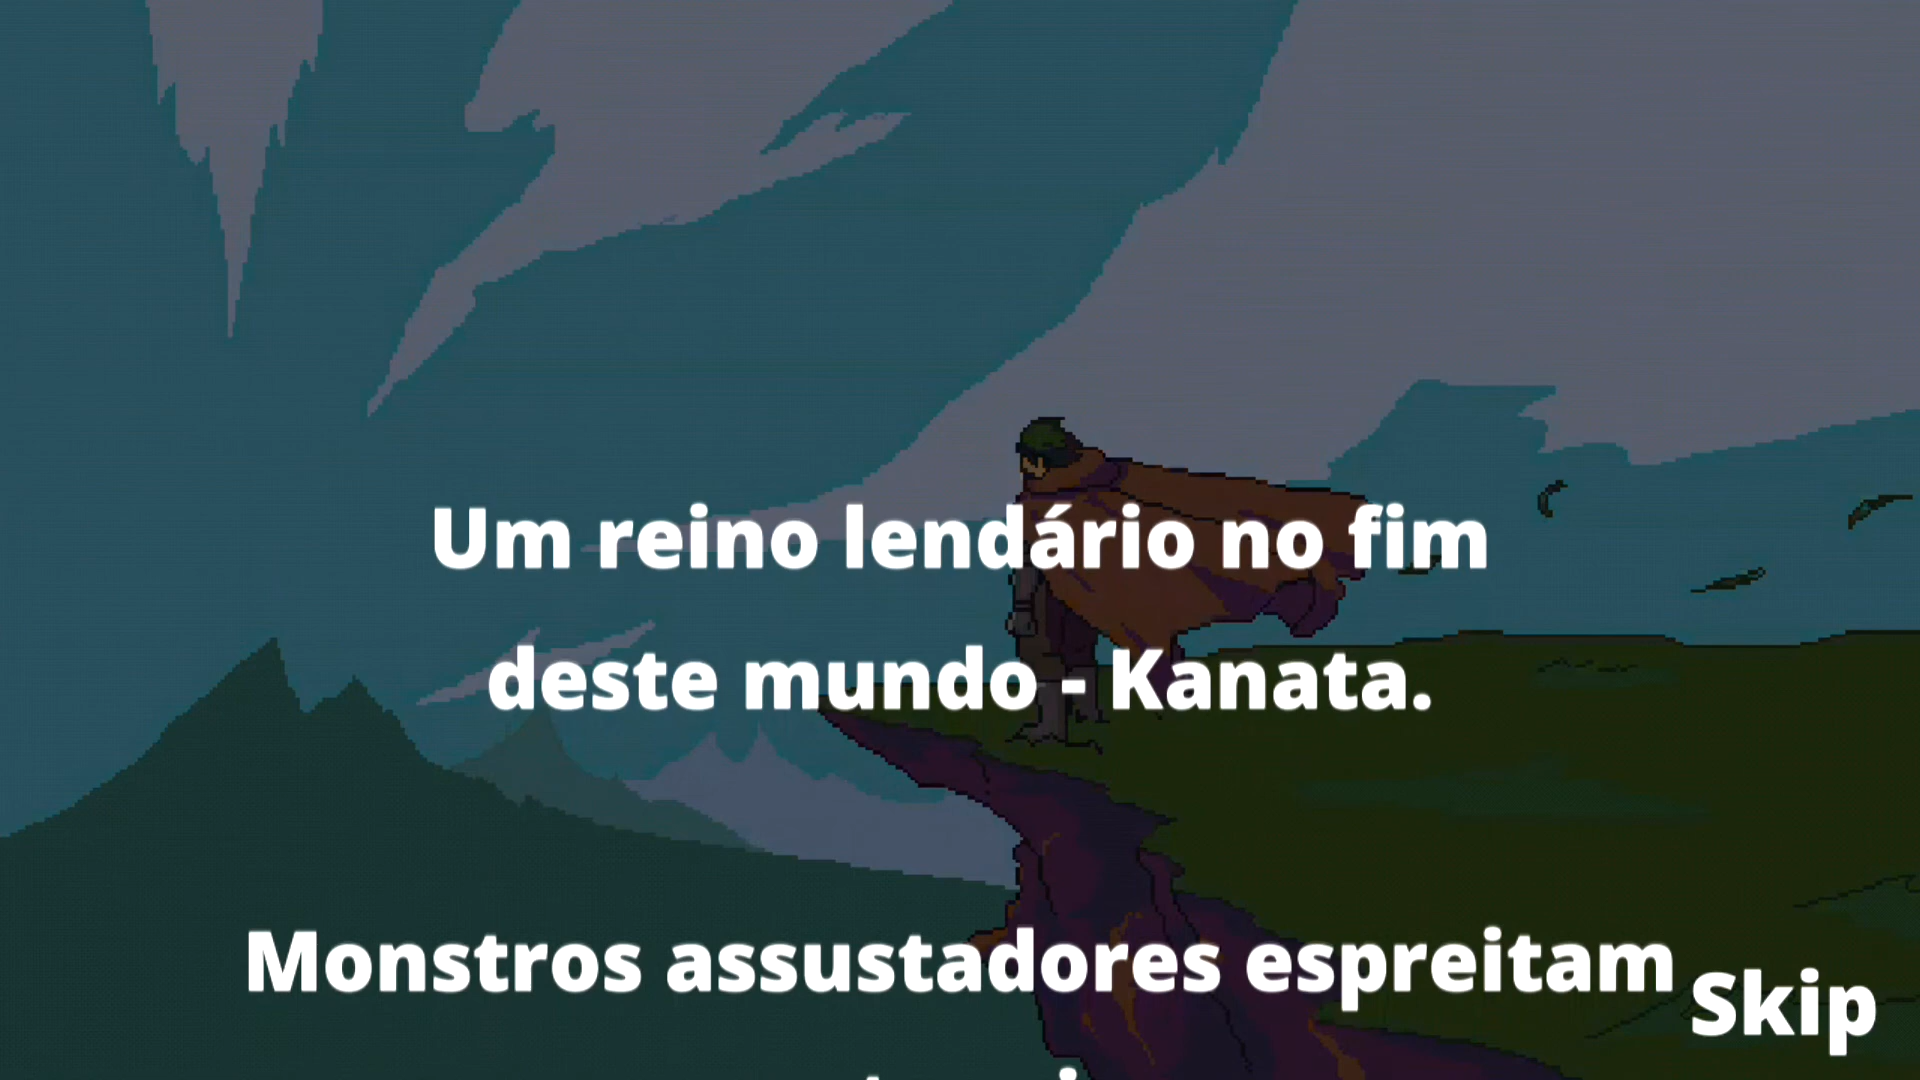 Um reino lendário no fim
deste mundo - Kanata.
Monstros assustadores espreitam
Skip